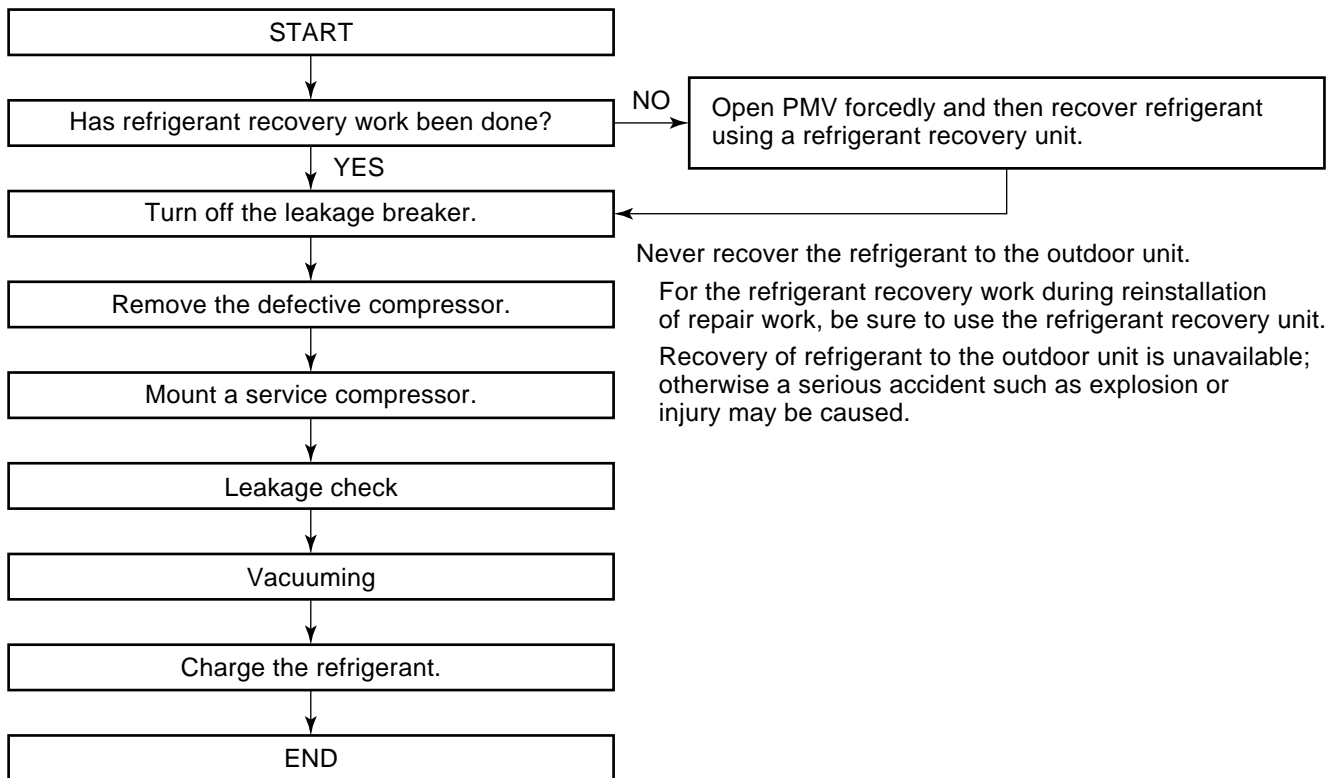 START
Has refrigerant recovery work been done?
NO
Open PMV forcedly and then recover refrigerant
using a refrigerant recovery unit.
YES
Turn off the leakage breaker.
Never recover the refrigerant to the outdoor unit.
For the refrigerant recovery work during reinstallation
of repair work, be sure to use the refrigerant recovery unit.
Recovery of refrigerant to the outdoor unit is unavailable;
otherwise a serious accident such as explosion or
injury may be caused.
Remove the defective compressor.
Mount a service compressor.
Leakage check
Vacuuming
Charge the refrigerant.
END